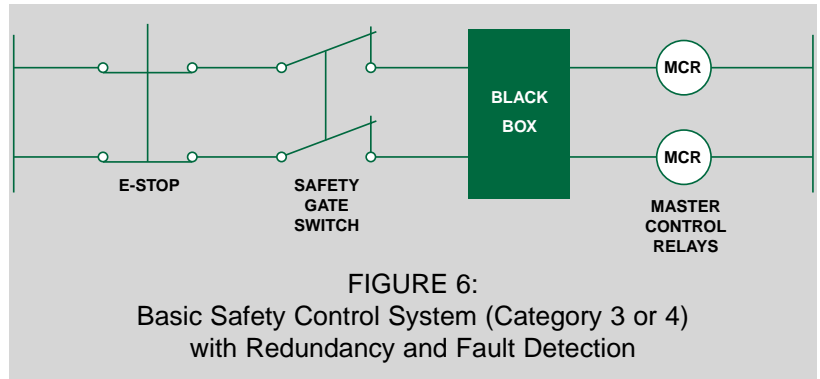 MCR
BLACK
BOX
MCR
E-STOP
SAFETY
GATE
SWITCH
MASTER
CONTROL
RELAYS
FIGURE 6:
Basic Safety Control System (Category 3 or 4)
with Redundancy and Fault Detection